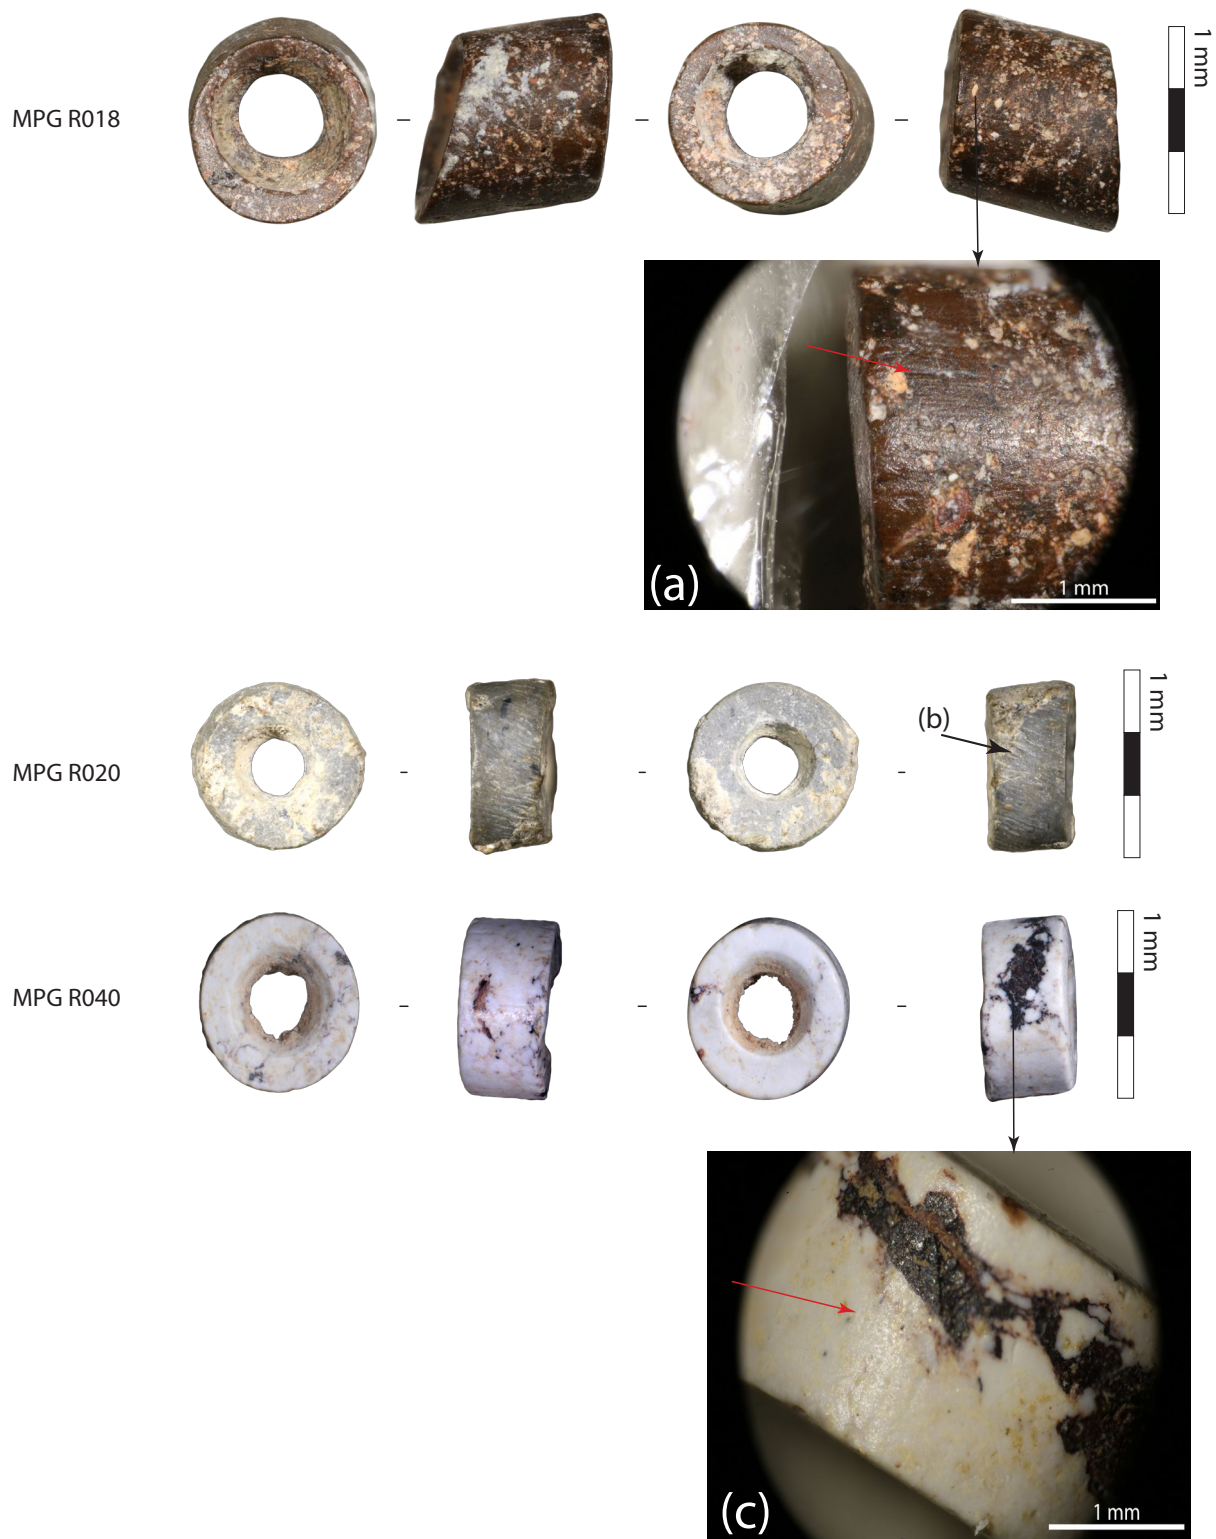 MPG R018
– – –
1 mm
(a)
1 mm
MPG R020
- - -
(b)
1 mm
MPG R040
– – –
1 mm
(c)
1 mm